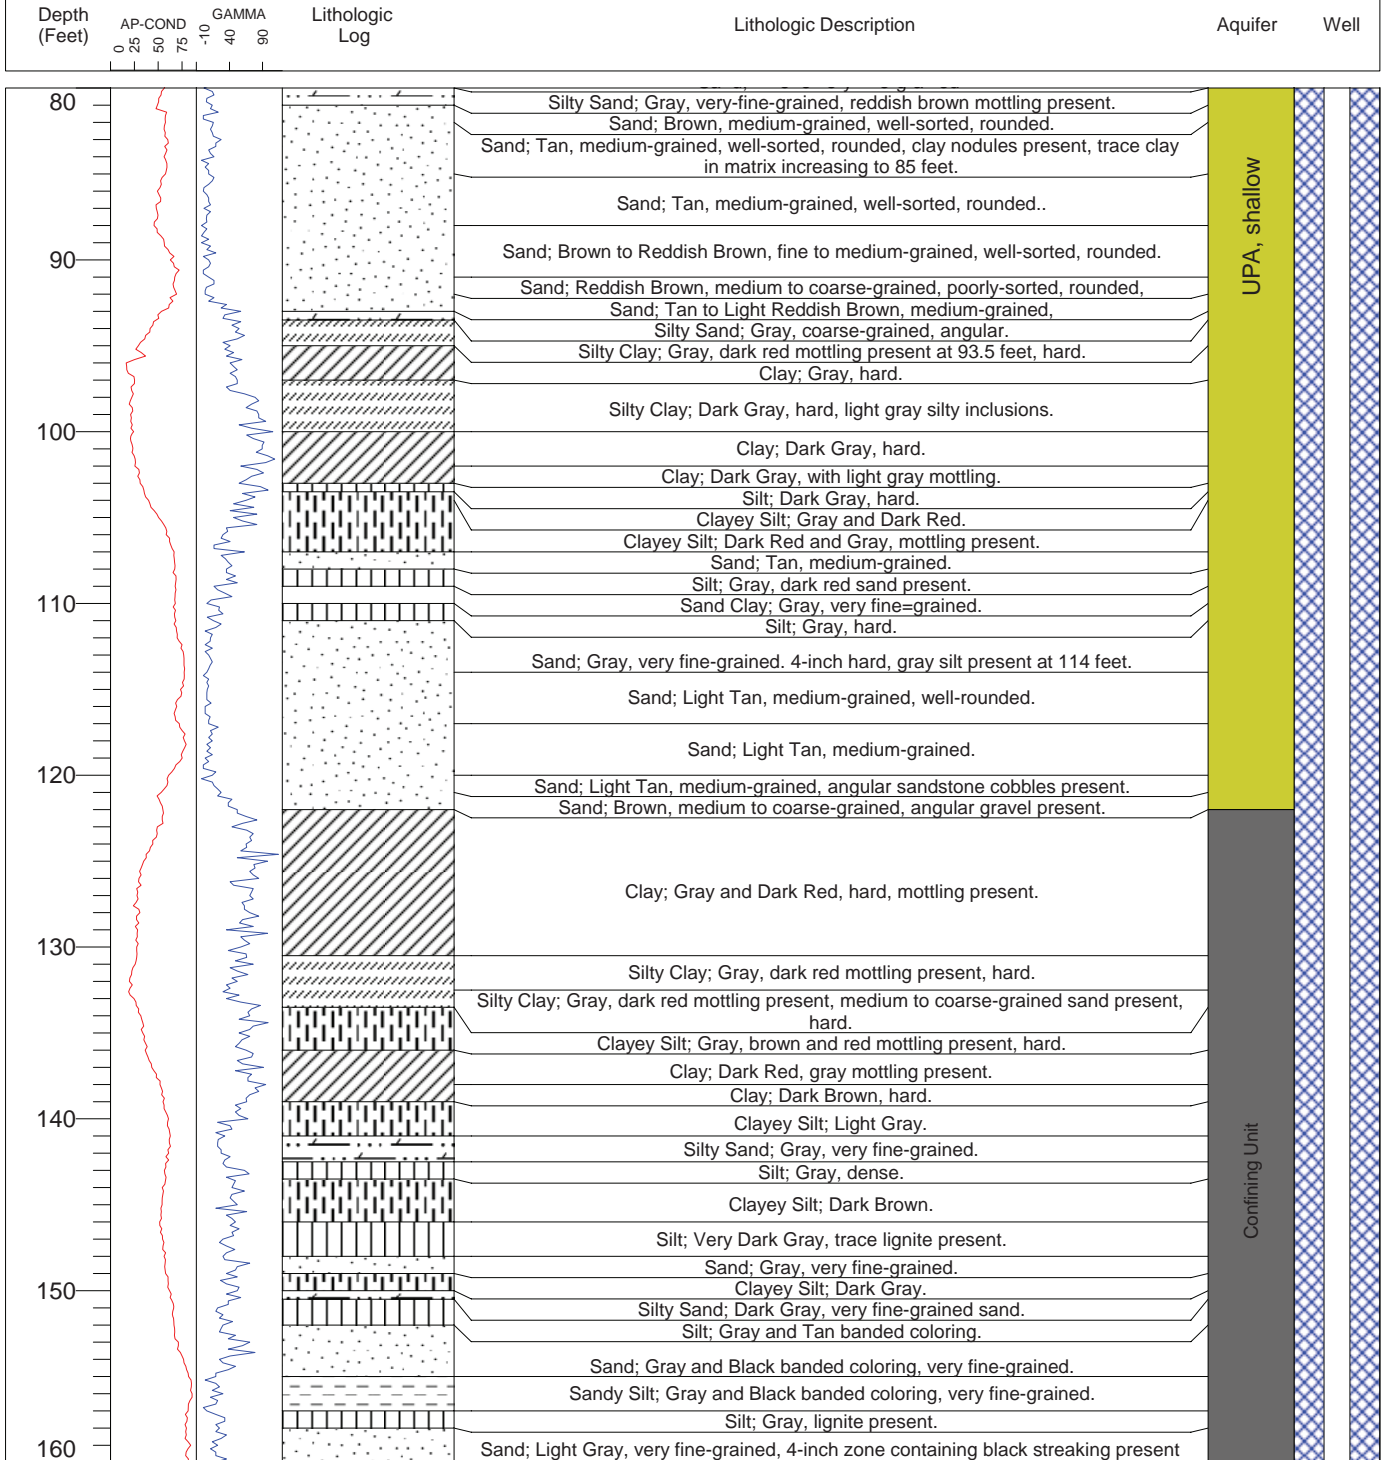 Depth
(Feet)
AP-COND
0 25 50 75
GAMMA
-10 40 90
Lithologic
Log
Lithologic Description
Aquifer
Well
80
Silty Sand; Gray, very-fine-grained, reddish brown mottling present.
Sand; Brown, medium-grained, well-sorted, rounded.
Sand; Tan, medium-grained, well-sorted, rounded, clay nodules present, trace clay
in matrix increasing to 85 feet.
Sand; Tan, medium-grained, well-sorted, rounded..
UPA, shallow
90
Sand; Brown to Reddish Brown, fine to medium-grained, well-sorted, rounded.
Sand; Reddish Brown, medium to coarse-grained, poorly-sorted, rounded,
Sand; Tan to Light Reddish Brown, medium-grained,
Silty Sand; Gray, coarse-grained, angular.
Silty Clay; Gray, dark red mottling present at 93.5 feet, hard.
Clay; Gray, hard.
Silty Clay; Dark Gray, hard, light gray silty inclusions.
100
Clay; Dark Gray, hard.
Clay; Dark Gray, with light gray mottling.
Silt; Dark Gray, hard.
Clayey Silt; Gray and Dark Red.
Clayey Silt; Dark Red and Gray, mottling present.
Sand; Tan, medium-grained.
Silt; Gray, dark red sand present.
110
Sand Clay; Gray, very fine=grained.
Silt; Gray, hard.
Sand; Gray, very fine-grained. 4-inch hard, gray silt present at 114 feet.
Sand; Light Tan, medium-grained, well-rounded.
Sand; Light Tan, medium-grained.
120
Sand; Light Tan, medium-grained, angular sandstone cobbles present.
Sand; Brown, medium to coarse-grained, angular gravel present.
Clay; Gray and Dark Red, hard, mottling present.
130
Silty Clay; Gray, dark red mottling present, hard.
Silty Clay; Gray, dark red mottling present, medium to coarse-grained sand present,
hard.
Clayey Silt; Gray, brown and red mottling present, hard.
Clay; Dark Red, gray mottling present.
Clay; Dark Brown, hard.
140
Clayey Silt; Light Gray.
Silty Sand; Gray, very fine-grained.
Silt; Gray, dense.
Confining Unit
Clayey Silt; Dark Brown.
Silt; Very Dark Gray, trace lignite present.
Sand; Gray, very fine-grained.
150
Clayey Silt; Dark Gray.
Silty Sand; Dark Gray, very fine-grained sand.
Silt; Gray and Tan banded coloring.
Sand; Gray and Black banded coloring, very fine-grained.
Sandy Silt; Gray and Black banded coloring, very fine-grained.
Silt; Gray, lignite present.
160
Sand; Light Gray, very fine-grained, 4-inch zone containing black streaking present